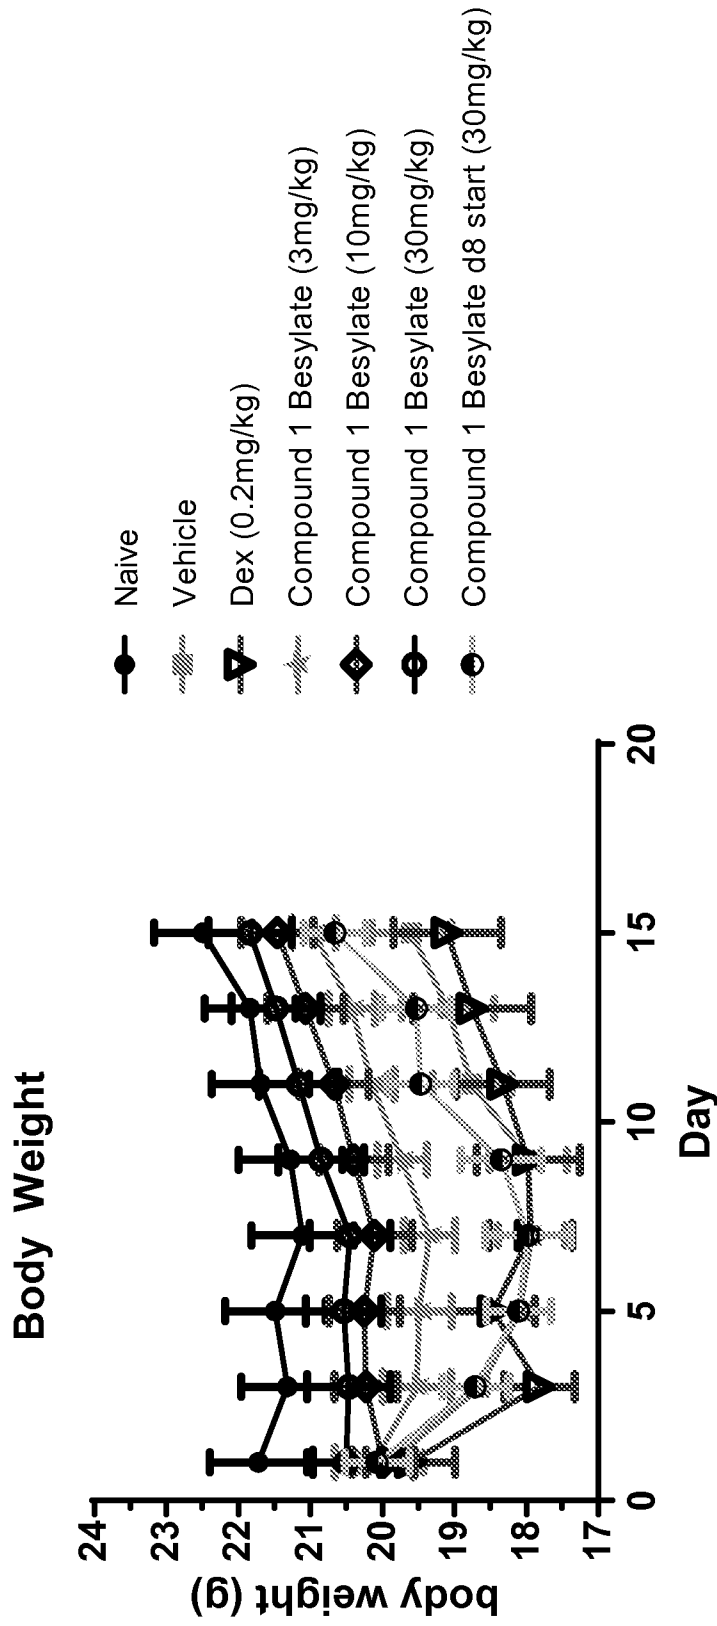 Body Weight
body weight (g)
24
23
22
21
20
19
18
17
0
5
10
15
20
Day
Naive
Vehicle
Dex (0.2mg/kg)
Compound 1 Besylate (3mg/kg)
Compound 1 Besylate (10mg/kg)
Compound 1 Besylate (30mg/kg)
Compound 1 Besylate d8 start (30mg/kg)